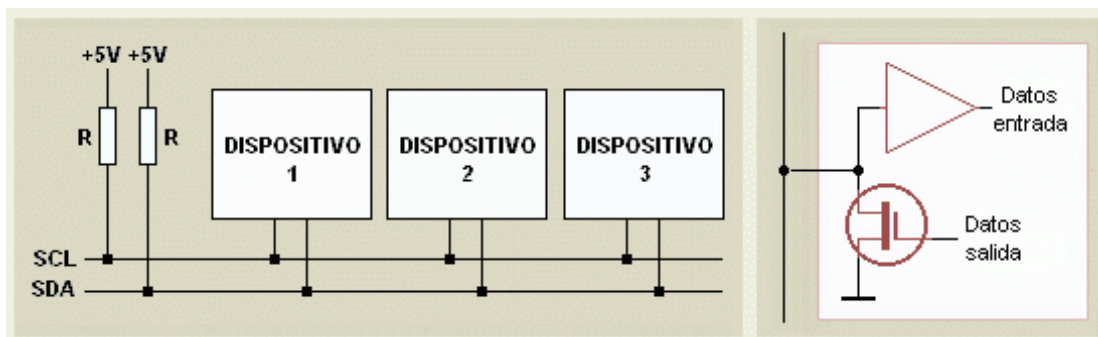 +5V +5V
R
R
DISPOSITIVO
1
DISPOSITIVO
2
DISPOSITIVO
3
SCL
SDA
Datos
entrada
Datos
salida